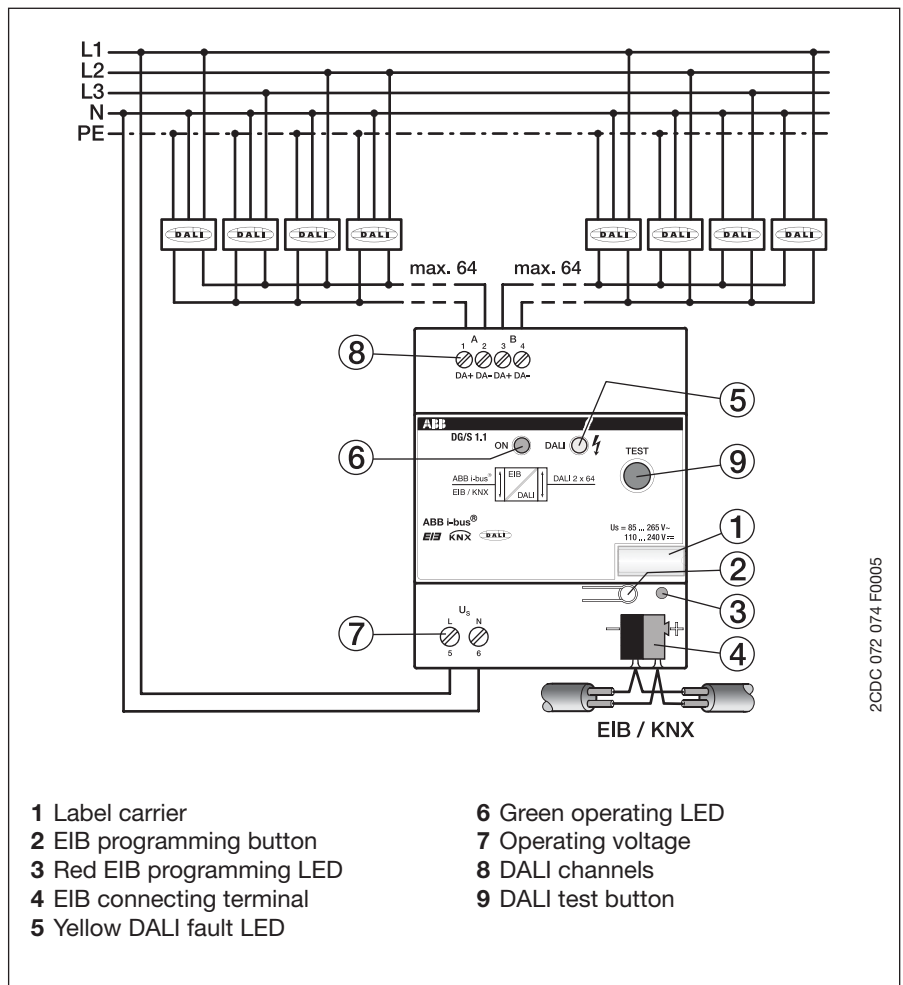 L1
L2
L3
N
PE
DALI DALI DALI DALI DALI DALI DALI DALI
max. 64 max. 64
A B
1 2 3 4
8
DA+ DA- DA+ DA-
5
ABB
DG/S 1.1
ON DALI
TEST
6
9
ABB i-bus® EIB DALI 2 x 64
EIB / KNX DALI
Us = 85 ... 265 V~
110 ... 240 V
ABB i-bus®
EIB KNX DALI
1
2
3
4
7
Us
L N
5 6
- +
EIB / KNX
2CDC 072 074 F0005
1 Label carrier
2 EIB programming button
3 Red EIB programming LED
4 EIB connecting terminal
5 Yellow DALI fault LED
6 Green operating LED
7 Operating voltage
8 DALI channels
9 DALI test button